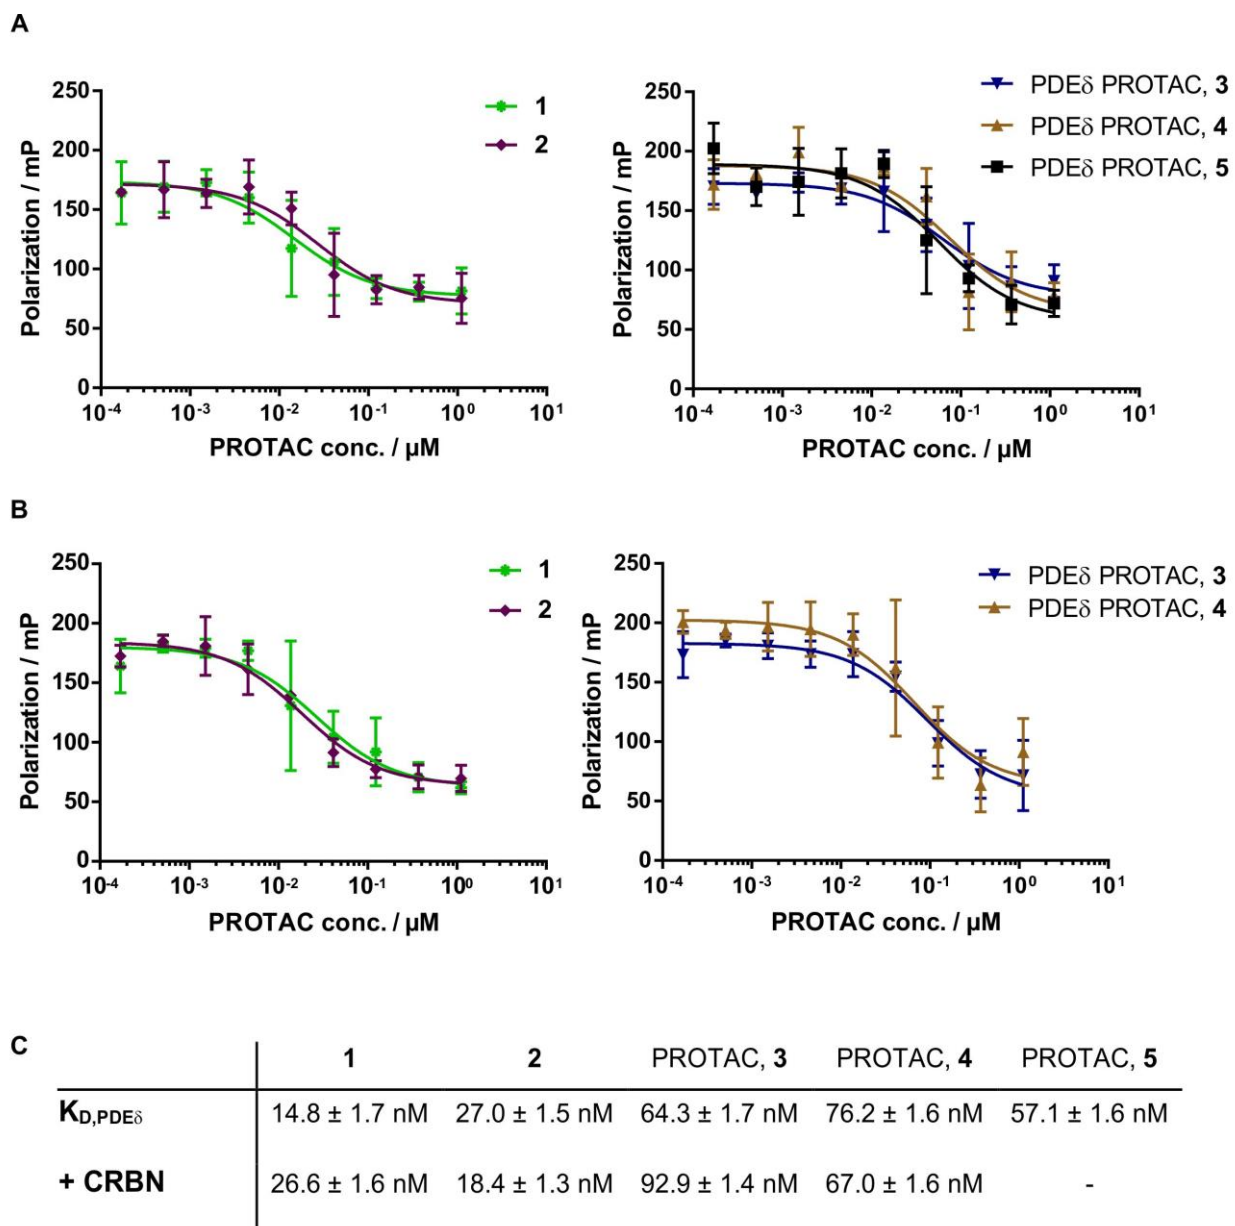 A
250
200
150
100
50
0
Polarization / mP
10⁻⁴ 10⁻³ 10⁻² 10⁻¹ 10⁰ 10¹
PROTAC conc. / µM
1
2
250
200
150
100
50
0
Polarization / mP
10⁻⁴ 10⁻³ 10⁻² 10⁻¹ 10⁰ 10¹
PROTAC conc. / µM
PDEδ PROTAC, 3
PDEδ PROTAC, 4
PDEδ PROTAC, 5
B
250
200
150
100
50
0
Polarization / mP
10⁻⁴ 10⁻³ 10⁻² 10⁻¹ 10⁰ 10¹
PROTAC conc. / µM
1
2
250
200
150
100
50
0
Polarization / mP
10⁻⁴ 10⁻³ 10⁻² 10⁻¹ 10⁰ 10¹
PROTAC conc. / µM
PDEδ PROTAC, 3
PDEδ PROTAC, 4
C
1 2 PROTAC, 3 PROTAC, 4 PROTAC, 5
K_D,PDEδ 14.8 ± 1.7 nM 27.0 ± 1.5 nM 64.3 ± 1.7 nM 76.2 ± 1.6 nM 57.1 ± 1.6 nM
+ CRBN 26.6 ± 1.6 nM 18.4 ± 1.3 nM 92.9 ± 1.4 nM 67.0 ± 1.6 nM -